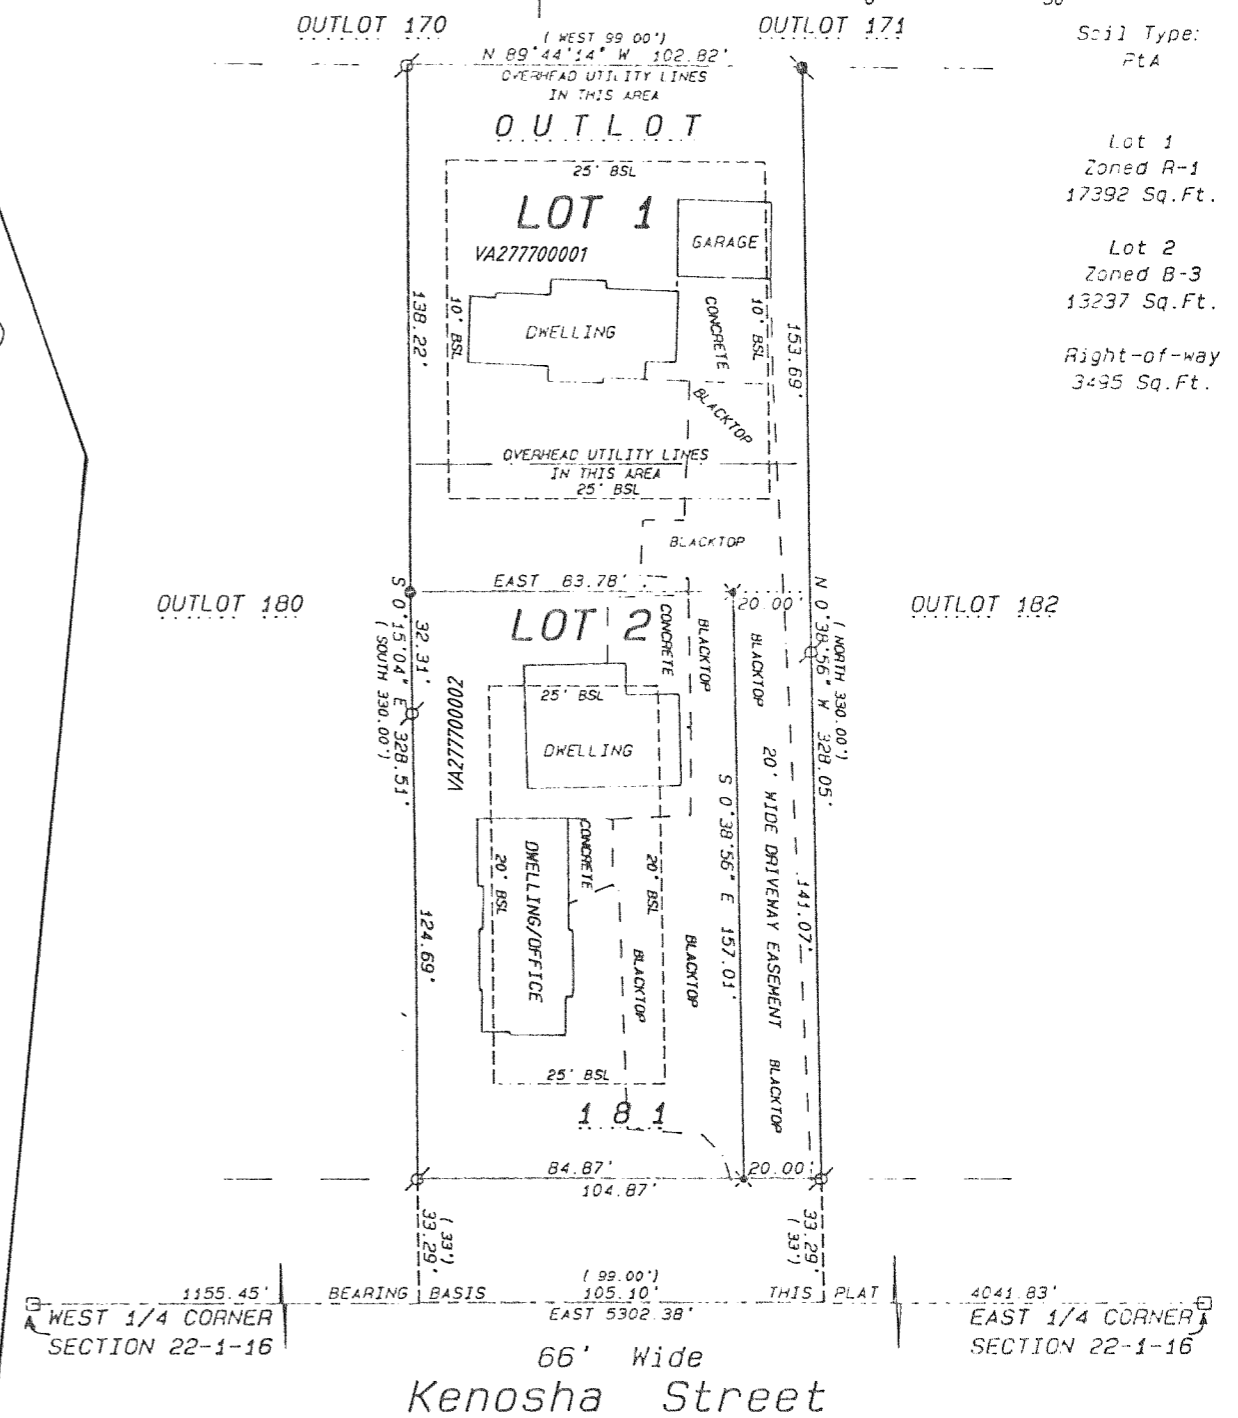 OUTLOT 170
OUTLOT 171
( WEST 99.00')
N 89°44'14" W 102.82'
OVERHEAD UTILITY LINES
IN THIS AREA
OUTLOT
Soil Type:
PtA
Lot 1
Zoned R-1
17392 Sq.Ft.
Lot 2
Zoned B-3
13237 Sq.Ft.
Right-of-way
3495 Sq.Ft.
25' BSL
LOT 1
VA277700001
GARAGE
138.22'
10' BSL
DWELLING
CONCRETE
10' BSL
153.69'
BLACKTOP
OVERHEAD UTILITY LINES
IN THIS AREA
25' BSL
BLACKTOP
EAST 83.78'
20.00'
OUTLOT 180
OUTLOT 182
LOT 2
VA277700002
32.31'
S 0°15'04" E 328.51'
( SOUTH 330.00')
N 0°38'56" W 328.05'
( NORTH 330.00')
CONCRETE
BLACKTOP
BLACKTOP
25' BSL
DWELLING
S 0°38'56" E 157.01'
20' WIDE DRIVEWAY EASEMENT
141.07'
CONCRETE
20' BSL
DWELLING/OFFICE
20' BSL
124.69'
BLACKTOP
BLACKTOP
BLACKTOP
25' BSL
181
84.87'
20.00'
104.87'
33.29'
( 33')
33.29'
( 33')
1155.45'
BEARING BASIS
( 99.00')
105.10'
EAST 5302.38'
THIS PLAT
4041.83'
WEST 1/4 CORNER
SECTION 22-1-16
EAST 1/4 CORNER
SECTION 22-1-16
66' Wide
Kenosha Street